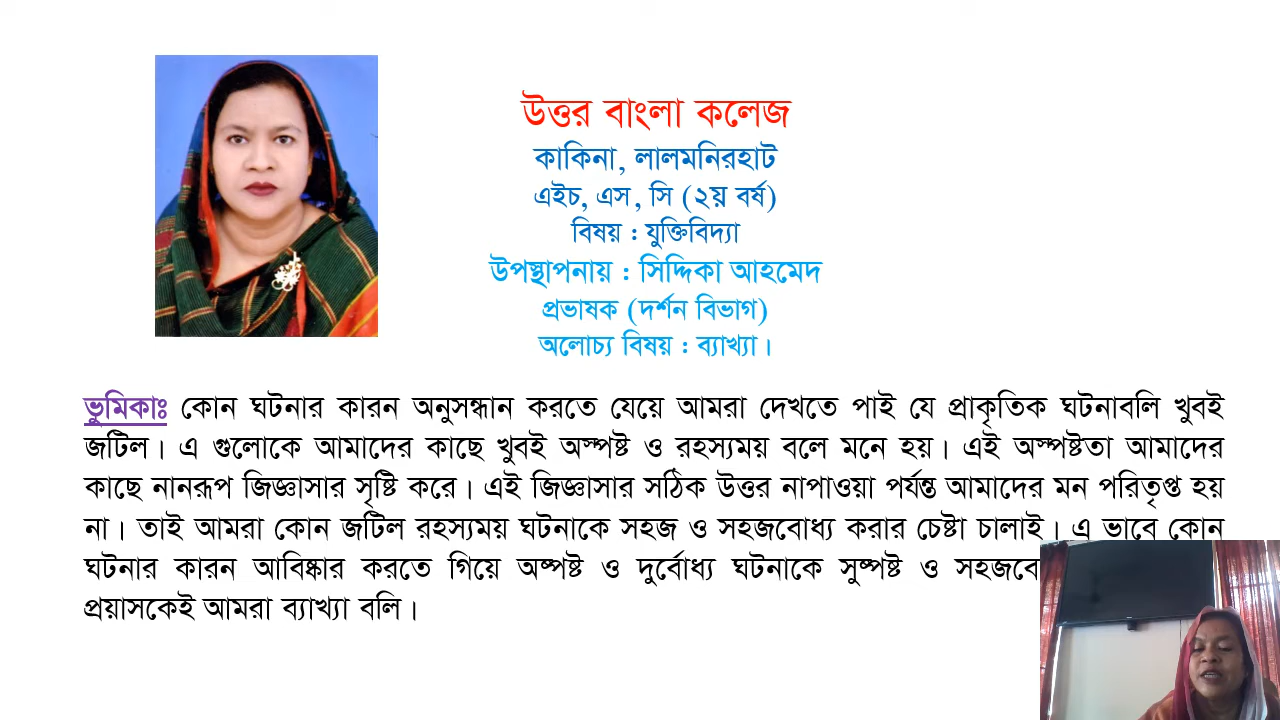 উত্তর বাংলা কলেজ
কাকিনা, লালমনিরহাট
এইচ, এস, সি (২য় বর্ষ)
বিষয় : যুক্তিবিদ্যা
উপস্থাপনায় : সিদ্দিকা আহমেদ
প্রভাষক (দর্শন বিভাগ)
অলোচ্য বিষয় : ব্যাখ্যা।
ভুমিকাঃ কোন ঘটনার কারন অনুসন্ধান করতে যেয়ে আমরা দেখতে পাই যে প্রাকৃতিক ঘটনাবলি খুবই
জটিল। এ গুলোকে আমাদের কাছে খুবই অস্পষ্ট ও রহস্যময় বলে মনে হয়। এই অস্পষ্টতা আমাদের
কাছে নানরূপ জিজ্ঞাসার সৃষ্টি করে। এই জিজ্ঞাসার সঠিক উত্তর নাপাওয়া পর্যন্ত আমাদের মন পরিতৃপ্ত হয়
না। তাই আমরা কোন জটিল রহস্যময় ঘটনাকে সহজ ও সহজবোধ্য করার চেষ্টা চালাই। এ ভাবে কোন
ঘটনার কারন আবিষ্কার করতে গিয়ে অষ্পষ্ট ও দুর্বোধ্য ঘটনাকে সুষ্পষ্ট ও
প্রয়াসকেই আমরা ব্যাখ্যা বলি।